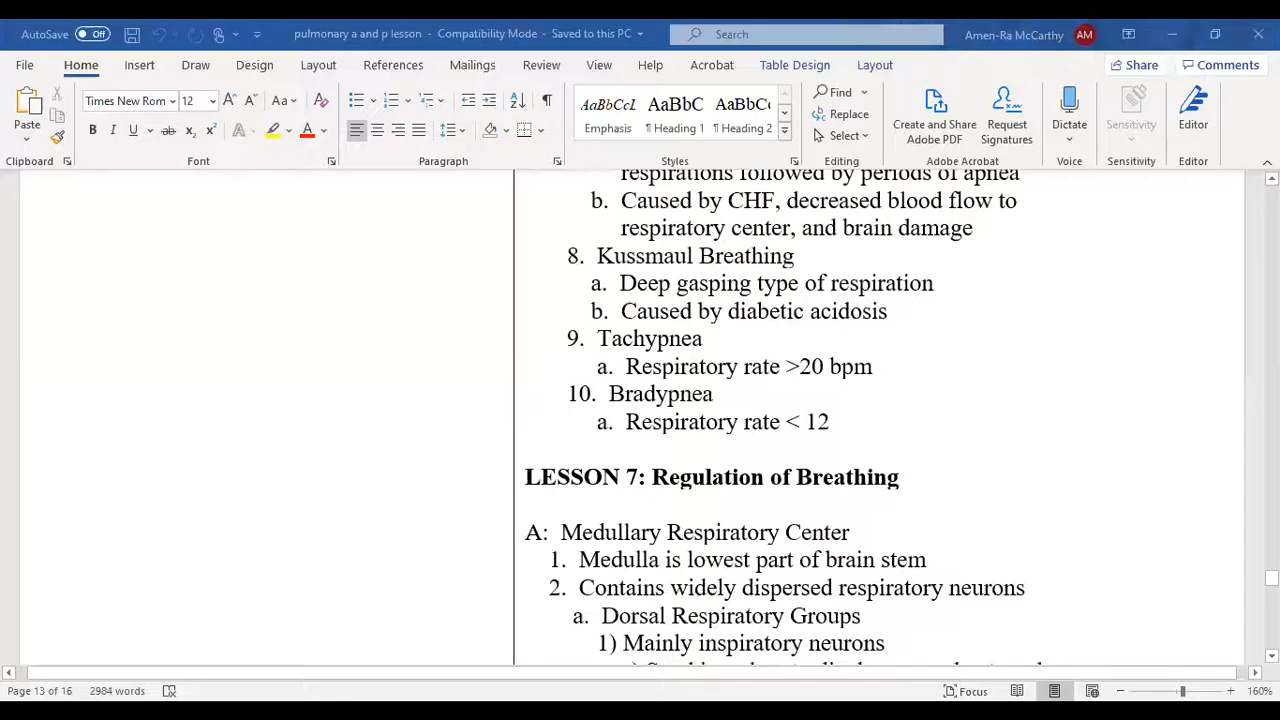 AutoSave Off pulmonary a and p lesson - Compatibility Mode - Saved to this PC Search Amen-Ra McCarthy AM
File Home Insert Draw Design Layout References Mailings Review View Help Acrobat Table Design Layout Share Comments
Paste
Times New Rom 12 Aa
B I U ab x₂ x² A A
AaBbCcL AaBbC AaBbC
Emphasis ¶ Heading 1 ¶ Heading 2
Find
Replace
Select
Create and Share Adobe PDF
Request Signatures
Dictate
Sensitivity
Editor
Clipboard Font Paragraph Styles Editing Adobe Acrobat Voice Sensitivity Editor
respirations followed by periods of apnea
b. Caused by CHF, decreased blood flow to
respiratory center, and brain damage
8. Kussmaul Breathing
a. Deep gasping type of respiration
b. Caused by diabetic acidosis
9. Tachypnea
a. Respiratory rate >20 bpm
10. Bradypnea
a. Respiratory rate < 12
LESSON 7: Regulation of Breathing
A: Medullary Respiratory Center
1. Medulla is lowest part of brain stem
2. Contains widely dispersed respiratory neurons
a. Dorsal Respiratory Groups
1) Mainly inspiratory neurons
Page 13 of 16 2984 words Focus 160%